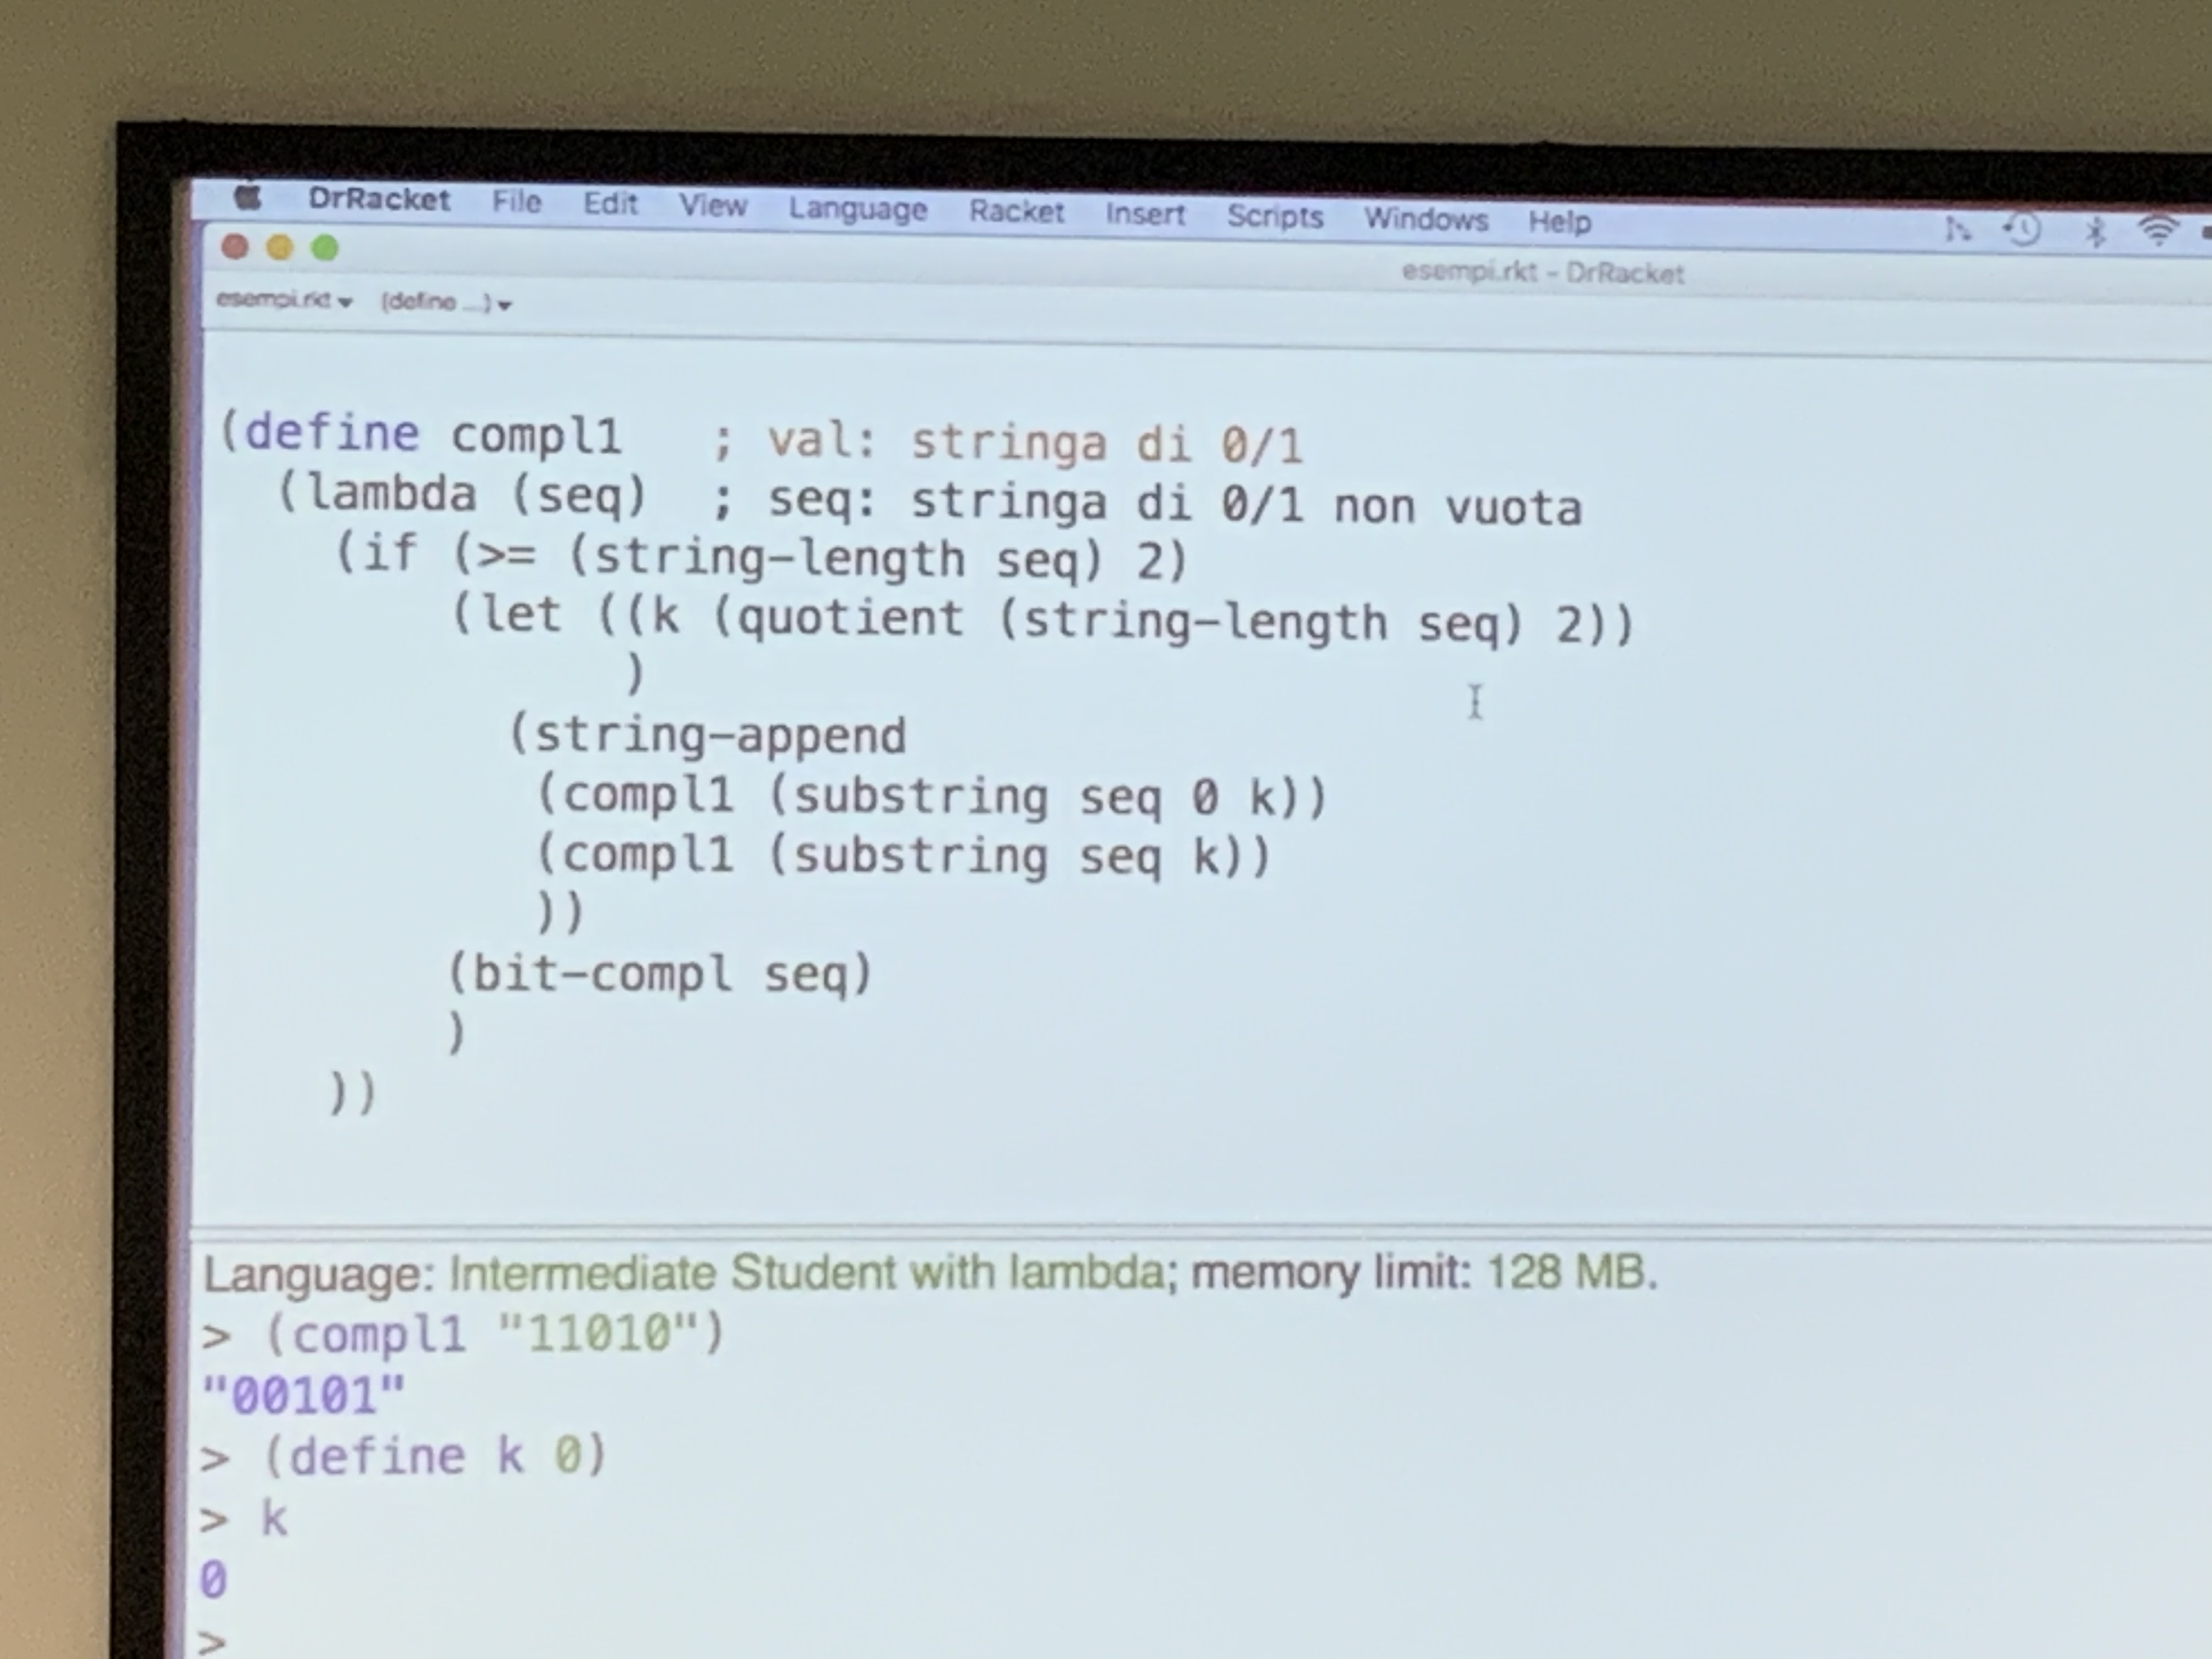 DrRacket File Edit View Language Racket Insert Scripts Windows Help
esempi.rkt - DrRacket
esempi.rkt (define ...)
(define compl1 ; val: stringa di 0/1
(lambda (seq) ; seq: stringa di 0/1 non vuota
(if (>= (string-length seq) 2)
(let ((k (quotient (string-length seq) 2))
)
(string-append
(compl1 (substring seq 0 k))
(compl1 (substring seq k))
))
(bit-compl seq)
)
))
Language: Intermediate Student with lambda; memory limit: 128 MB.
> (compl1 "11010")
"00101"
> (define k 0)
> k
0
>